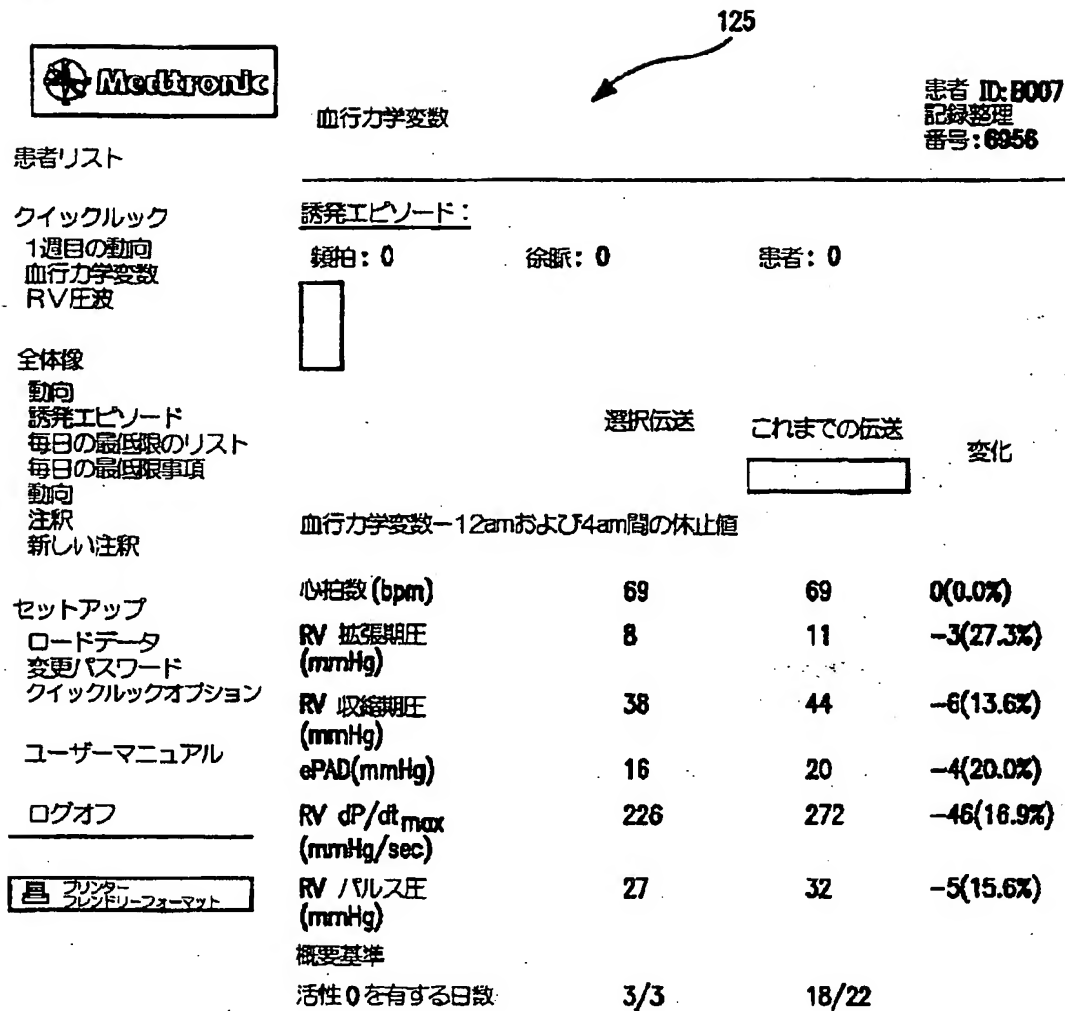 125
Medtronic
血行力学変数
患者 ID:B007
記録整理
番号:6956
患者リスト
クイックルック
1週目の動向
血行力学変数
RV圧波
全体像
動向
誘発エピソード
毎日の最低限のリスト
毎日の最低限事項
動向
注釈
新しい注釈
セットアップ
ロードデータ
変更パスワード
クイックルックオプション
ユーザーマニュアル
ログオフ
プリンター
フレンドリーフォーマット
誘発エピソード:
頻拍: 0 徐脈: 0 患者: 0
選択伝送 これまでの伝送 変化
血行力学変数－12amおよび4am間の休止値
心拍数(bpm) 69 69 0(0.0%)
RV 拡張期圧 8 11 −3(27.3%)
(mmHg)
RV 収縮期圧 38 44 −6(13.6%)
(mmHg)
ePAD(mmHg) 16 20 −4(20.0%)
RV dP/dtmax 226 272 −46(16.9%)
(mmHg/sec)
RV パルス圧 27 32 −5(15.6%)
(mmHg)
概要基準
活性0を有する日数 3/3 18/22